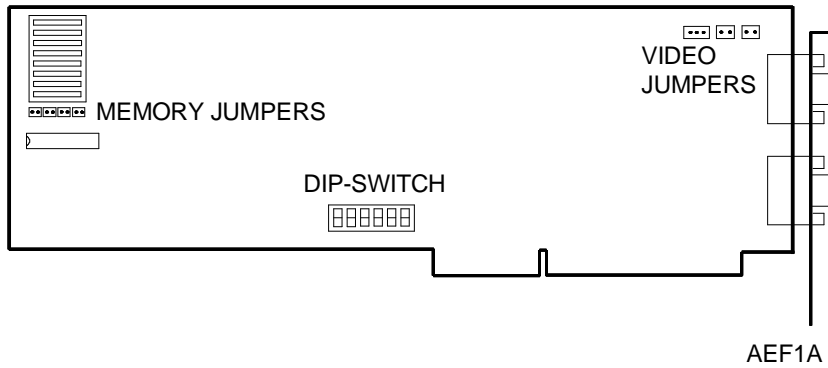 VIDEO
JUMPERS
MEMORY JUMPERS
DIP-SWITCH
AEF1A